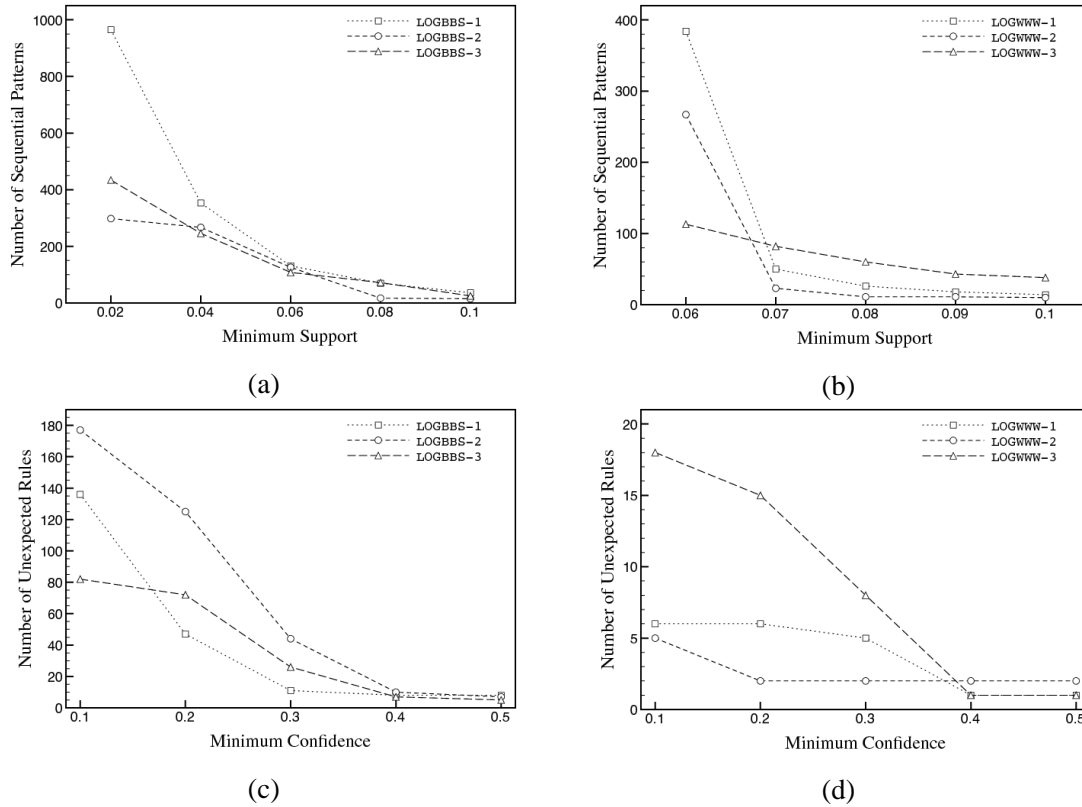 1000
800
600
400
200
0
0.02 0.04 0.06 0.08 0.1
Number of Sequential Patterns
Minimum Support
LOGBBS-1
LOGBBS-2
LOGBBS-3
(a)
400
300
200
100
0
0.06 0.07 0.08 0.09 0.1
Number of Sequential Patterns
Minimum Support
LOGWWW-1
LOGWWW-2
LOGWWW-3
(b)
180
160
140
120
100
80
60
40
20
0
0.1 0.2 0.3 0.4 0.5
Number of Unexpected Rules
Minimum Confidence
LOGBBS-1
LOGBBS-2
LOGBBS-3
(c)
20
15
10
5
0
0.1 0.2 0.3 0.4 0.5
Number of Unexpected Rules
Minimum Confidence
LOGWWW-1
LOGWWW-2
LOGWWW-3
(d)